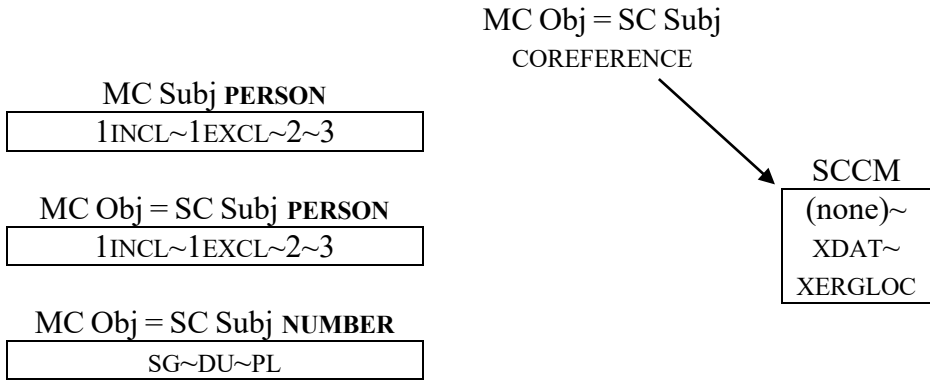 MC Obj = SC Subj
COREFERENCE
MC Subj PERSON
1INCL~1EXCL~2~3
MC Obj = SC Subj PERSON
1INCL~1EXCL~2~3
MC Obj = SC Subj NUMBER
SG~DU~PL
SCCM
(none)~
XDAT~
XERGLOC